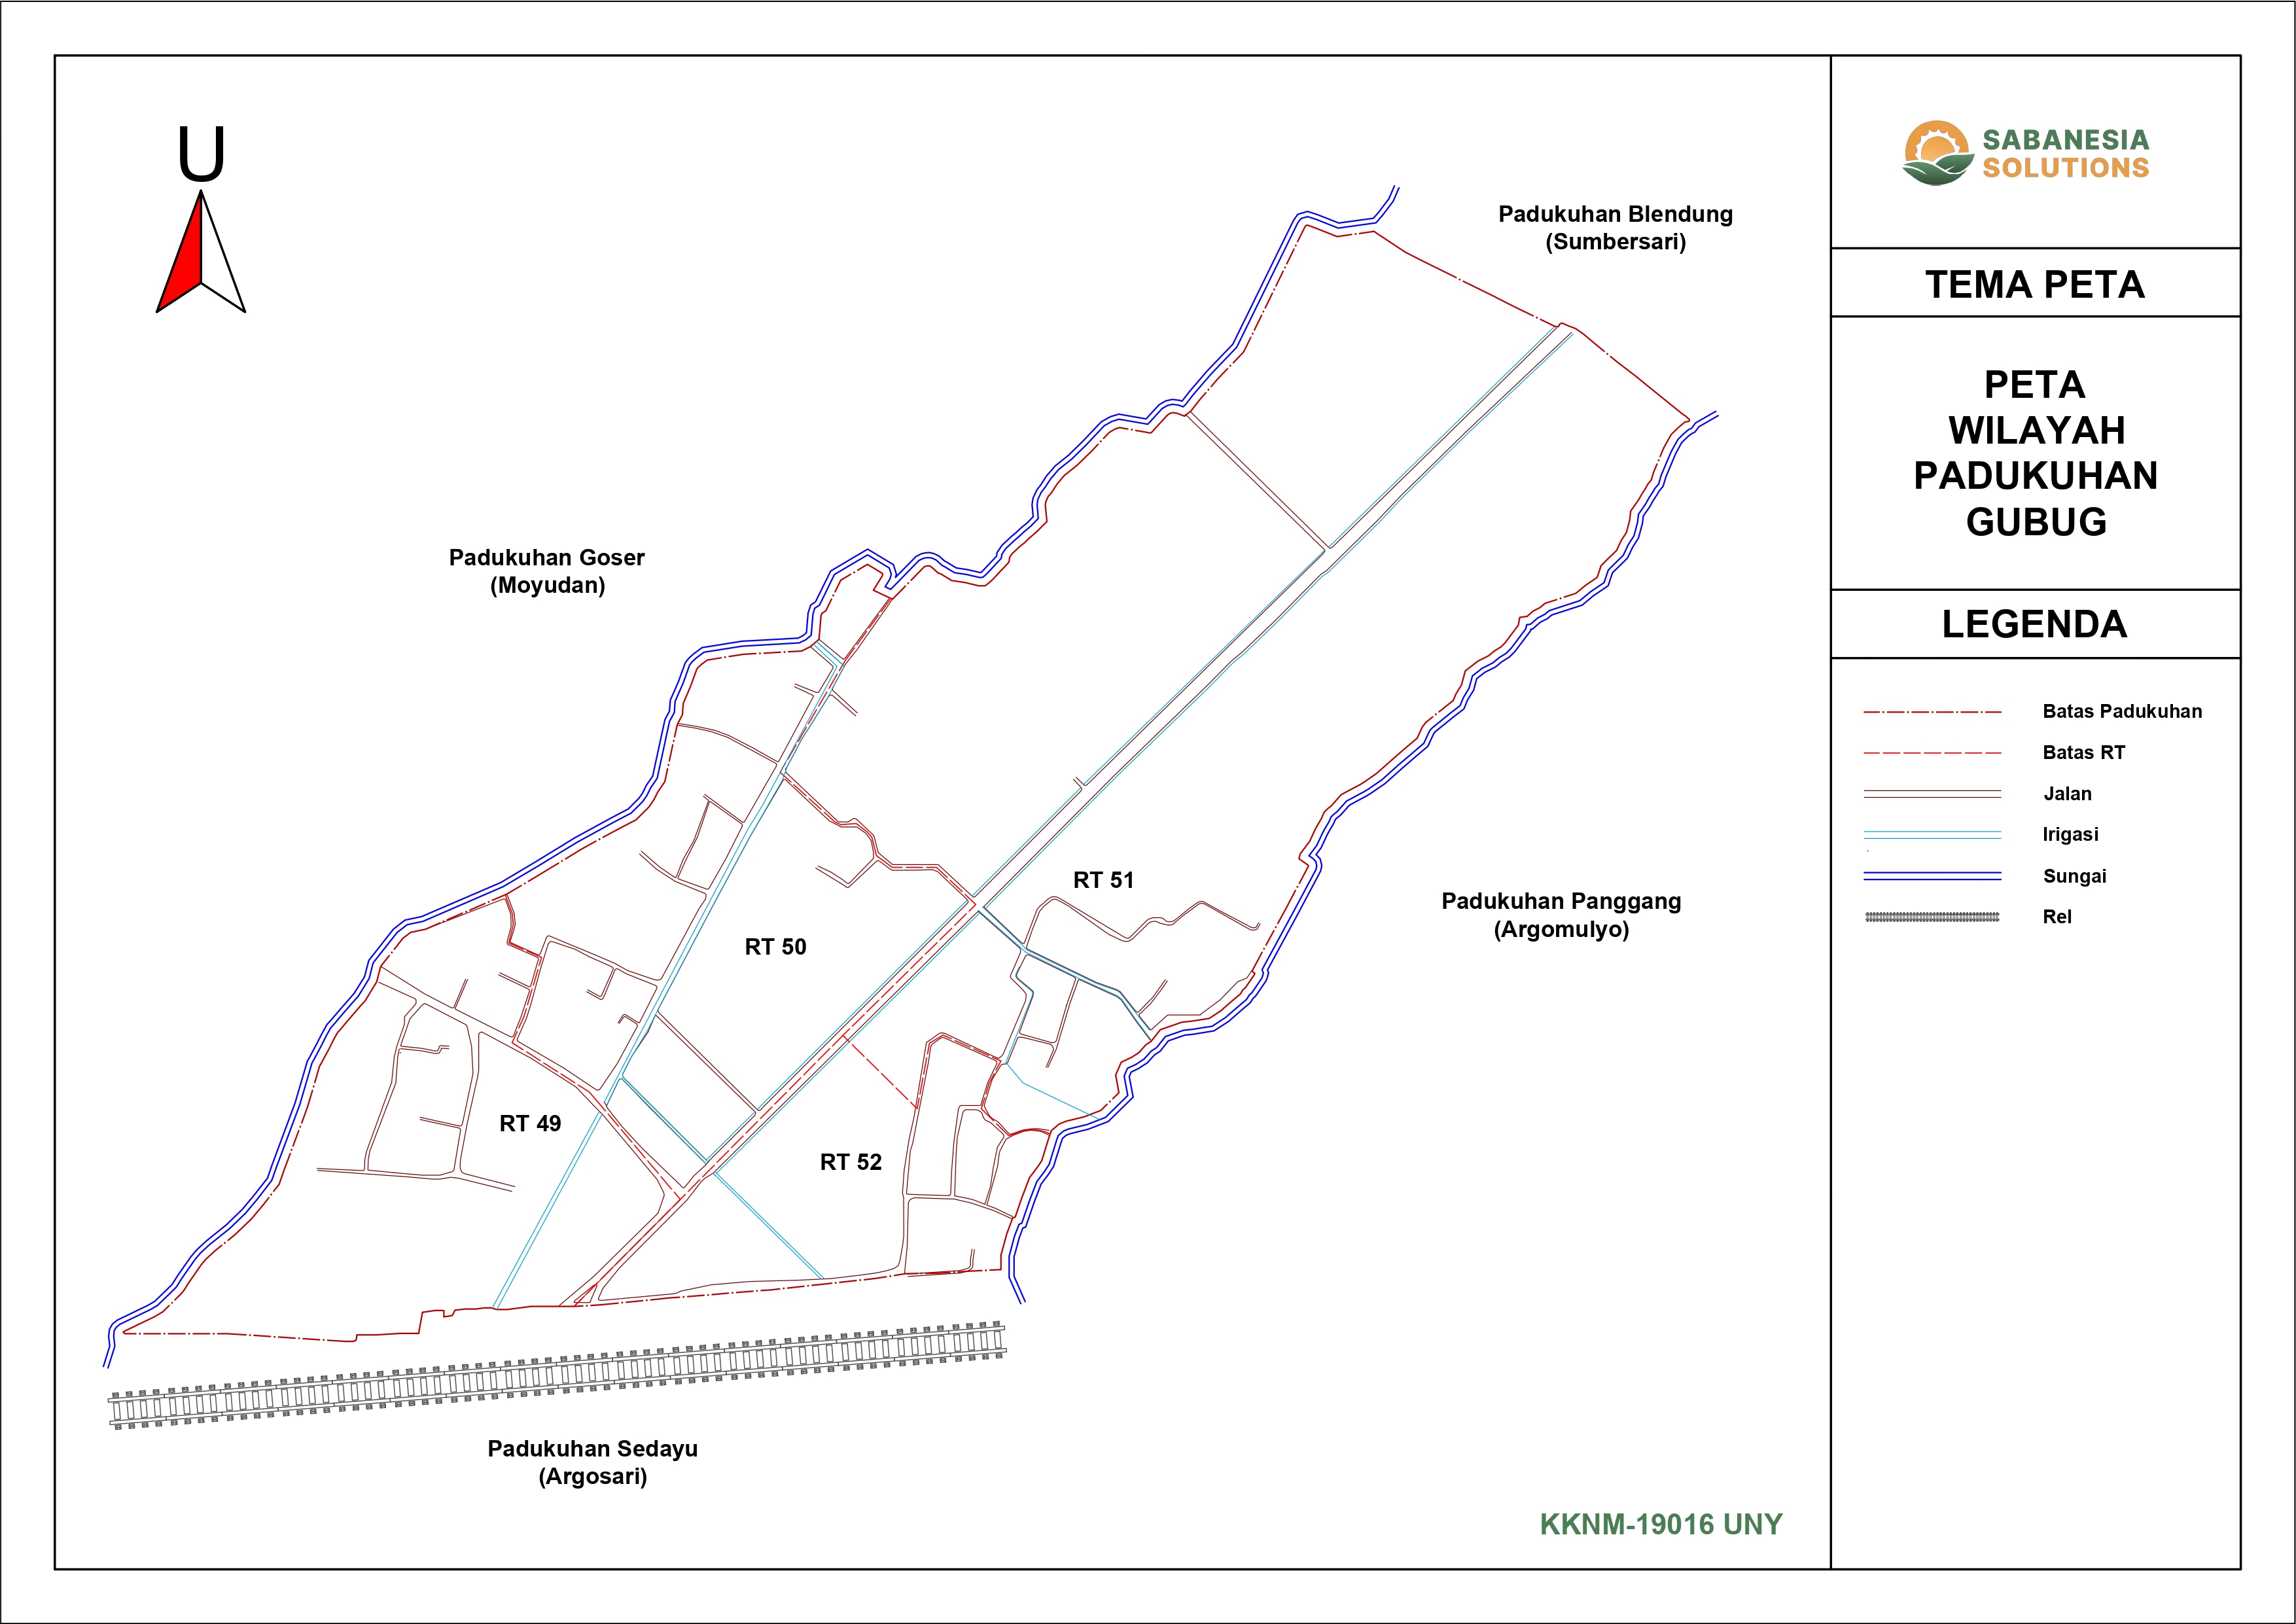 U
Padukuhan Blendung
(Sumbersari)
Padukuhan Goser
(Moyudan)
RT 51
Padukuhan Panggang
(Argomulyo)
RT 50
RT 49
RT 52
Padukuhan Sedayu
(Argosari)
KKNM-19016 UNY
SABANESIA
SOLUTIONS
TEMA PETA
PETA
WILAYAH
PADUKUHAN
GUBUG
LEGENDA
Batas Padukuhan
Batas RT
Jalan
Irigasi
Sungai
Rel